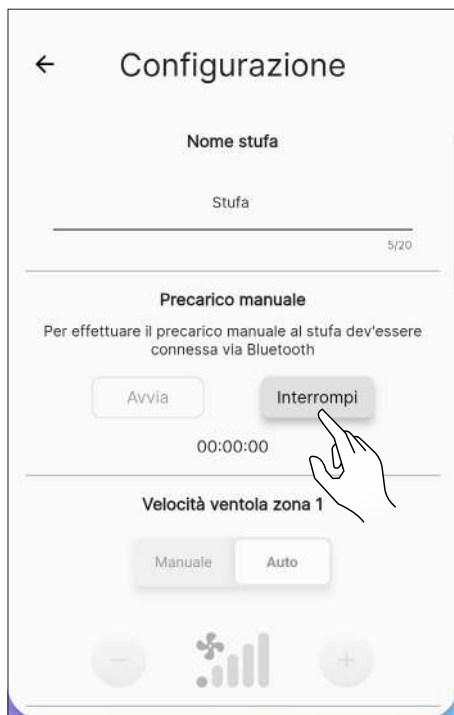 Configurazione
Nome stufa
Stufa
5/20
Precarico manuale
Per effettuare il precarico manuale al stufa dev'essere
connessa via Bluetooth
Avvia Interrompi
00:00:00
Velocità ventola zona 1
Manuale Auto